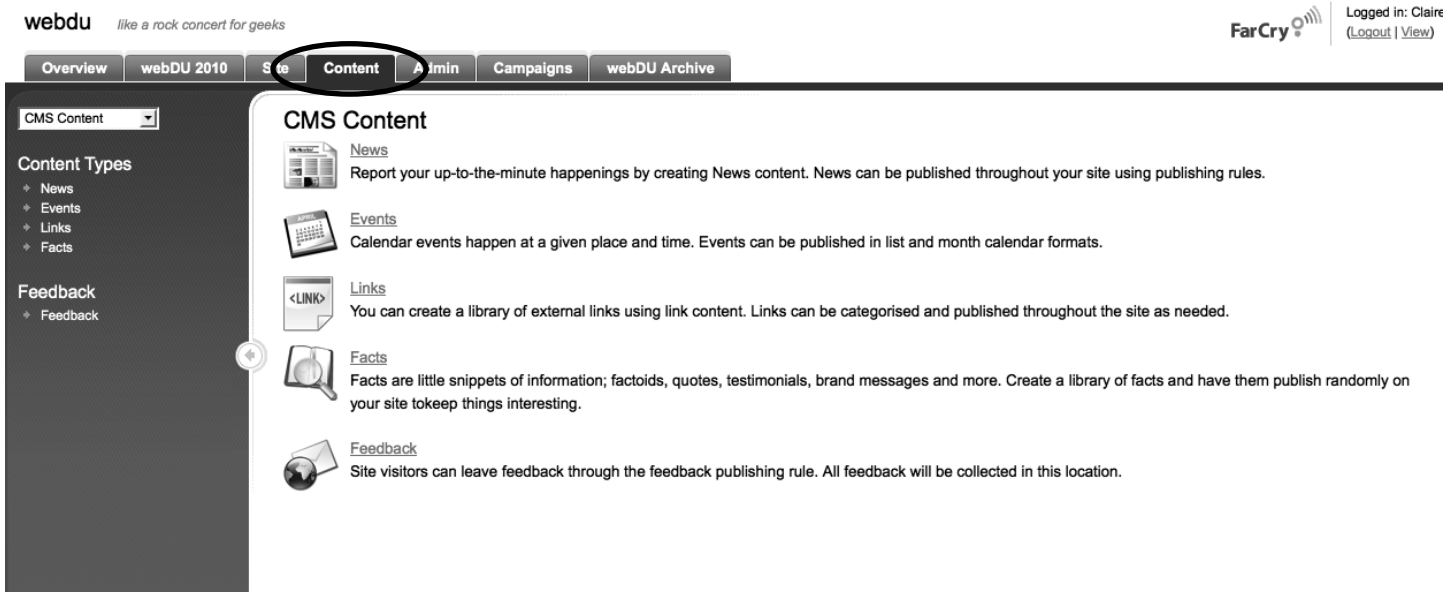 webdu like a rock concert for geeks
FarCry
Logged in: Claire
(Logout | View)
Overview webDU 2010 Site Content Admin Campaigns webDU Archive
CMS Content
Content Types
News
Events
Links
Facts
Feedback
Feedback
CMS Content
News
Report your up-to-the-minute happenings by creating News content. News can be published throughout your site using publishing rules.
APRIL
Events
Calendar events happen at a given place and time. Events can be published in list and month calendar formats.
<LINK>
Links
You can create a library of external links using link content. Links can be categorised and published throughout the site as needed.
Facts
Facts are little snippets of information; factoids, quotes, testimonials, brand messages and more. Create a library of facts and have them publish randomly on
your site tokeep things interesting.
Feedback
Site visitors can leave feedback through the feedback publishing rule. All feedback will be collected in this location.